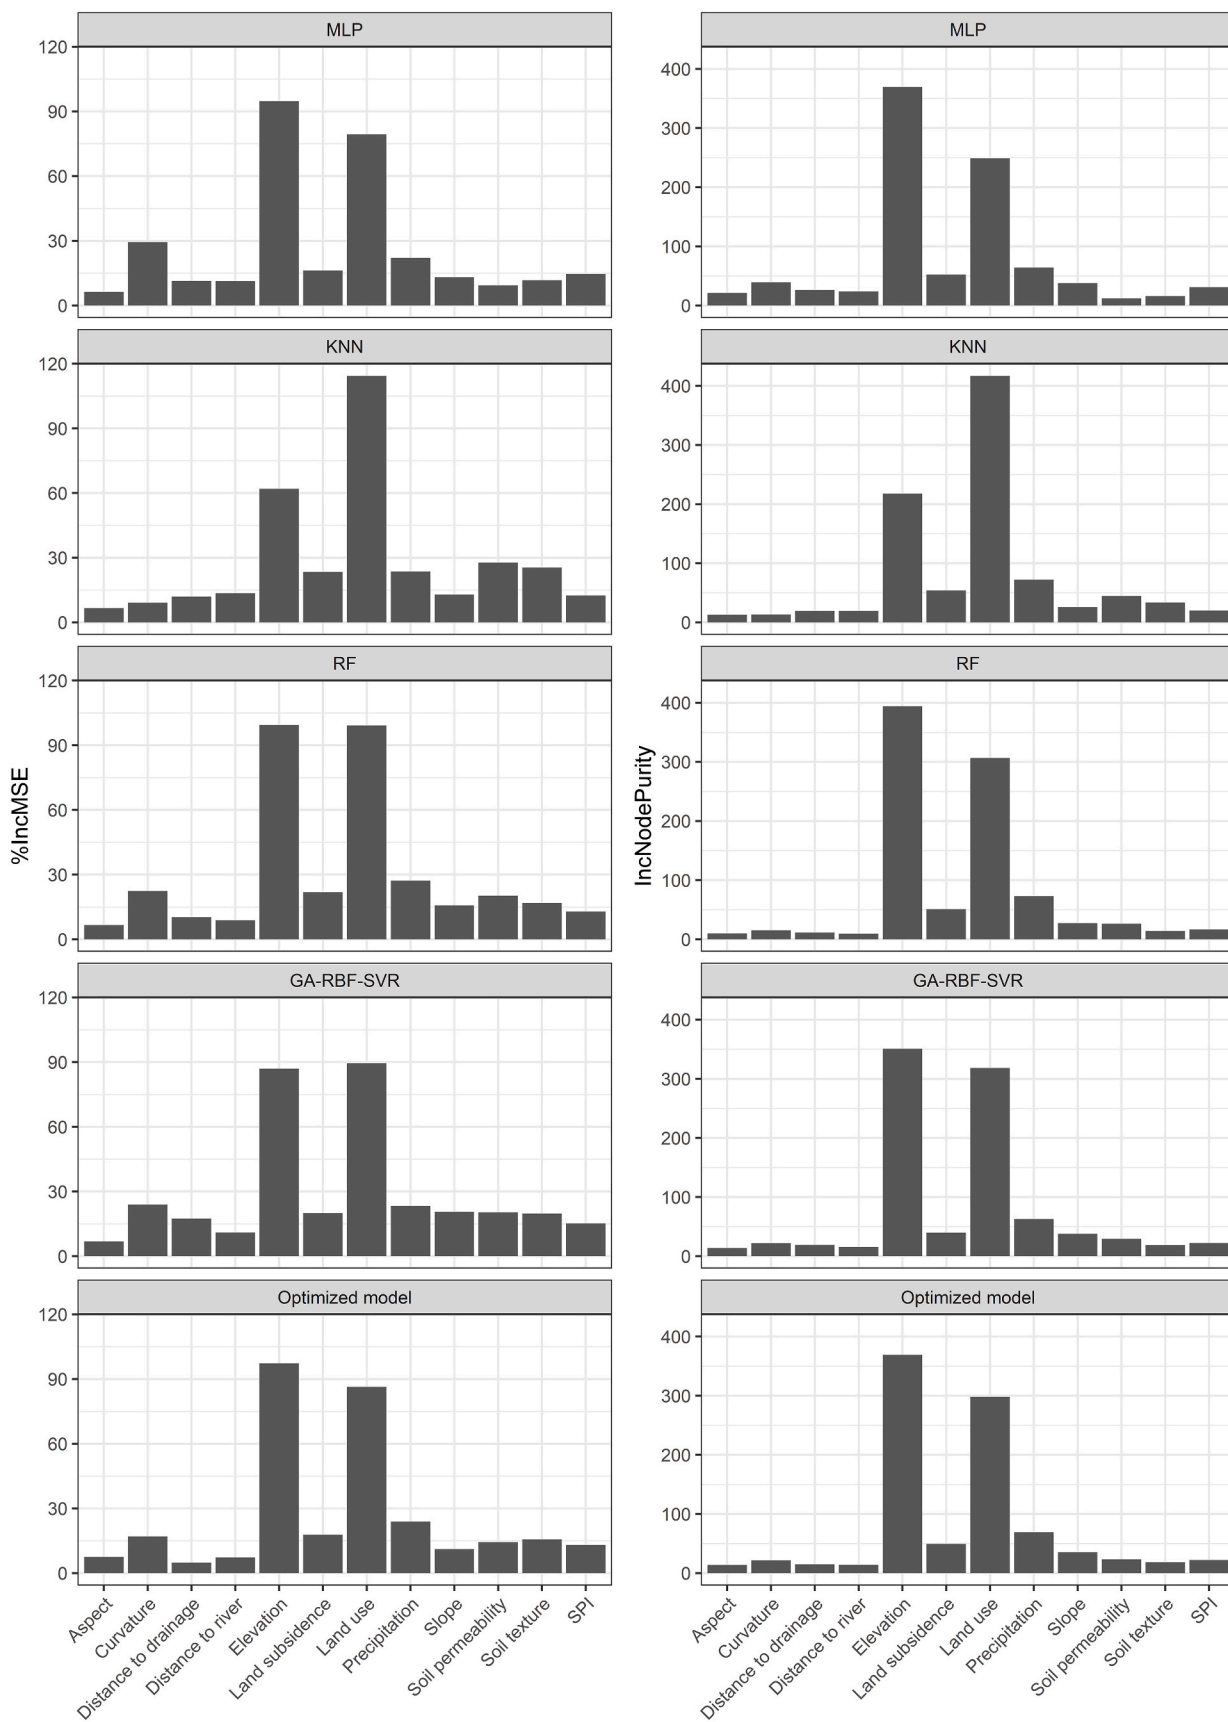 MLP
120
90
60
30
0
KNN
120
90
60
30
0
RF
120
90
60
30
0
GA-RBF-SVR
120
90
60
30
0
Optimized model
120
90
60
30
0
%IncMSE
Aspect
Curvature
Distance to drainage
Distance to river
Elevation
Land subsidence
Land use
Precipitation
Slope
Soil permeability
Soil texture
SPI
MLP
400
300
200
100
0
KNN
400
300
200
100
0
RF
400
300
200
100
0
GA-RBF-SVR
400
300
200
100
0
Optimized model
400
300
200
100
0
IncNodePurity
Aspect
Curvature
Distance to drainage
Distance to river
Elevation
Land subsidence
Land use
Precipitation
Slope
Soil permeability
Soil texture
SPI